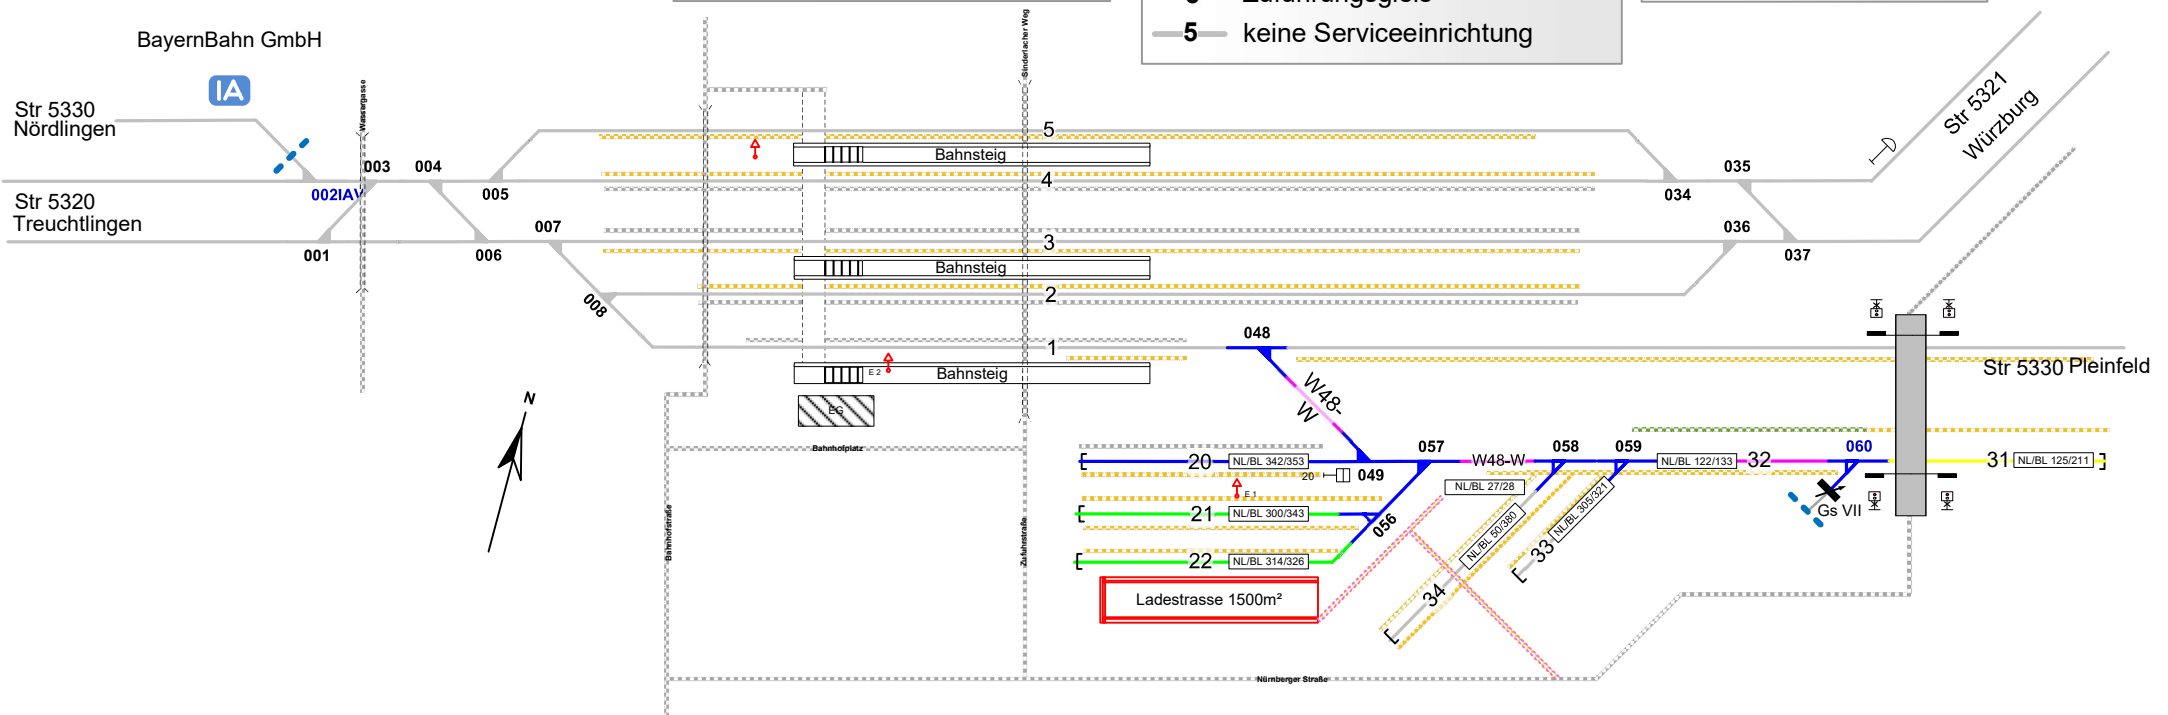 5 keine Serviceeinrichtung
BayernBahn GmbH
IA
Str 5330
Nördlingen
Wassergasse
Sinderlacher Weg
Str 5321
Würzburg
5
Bahnsteig
003
004
002IAV
005
4
034
035
Str 5320
Treuchtlingen
001
006
007
3
036
037
Bahnsteig
008
2
1
048
E 2
Bahnsteig
Str 5330 Pleinfeld
EG
N
W48-
W
Bahnhofplatz
20
NL/BL 342/353
20
049
057
W48-W
058
059
NL/BL 122/133
32
060
31
NL/BL 125/211
E 1
NL/BL 27/28
21
NL/BL 300/343
056
NL/BL 50/380
NL/BL 305/321
Gs VII
33
22
NL/BL 314/326
34
Bahnhofstraße
Zufuhrstraße
Ladestrasse 1500m²
Nürnberger Straße